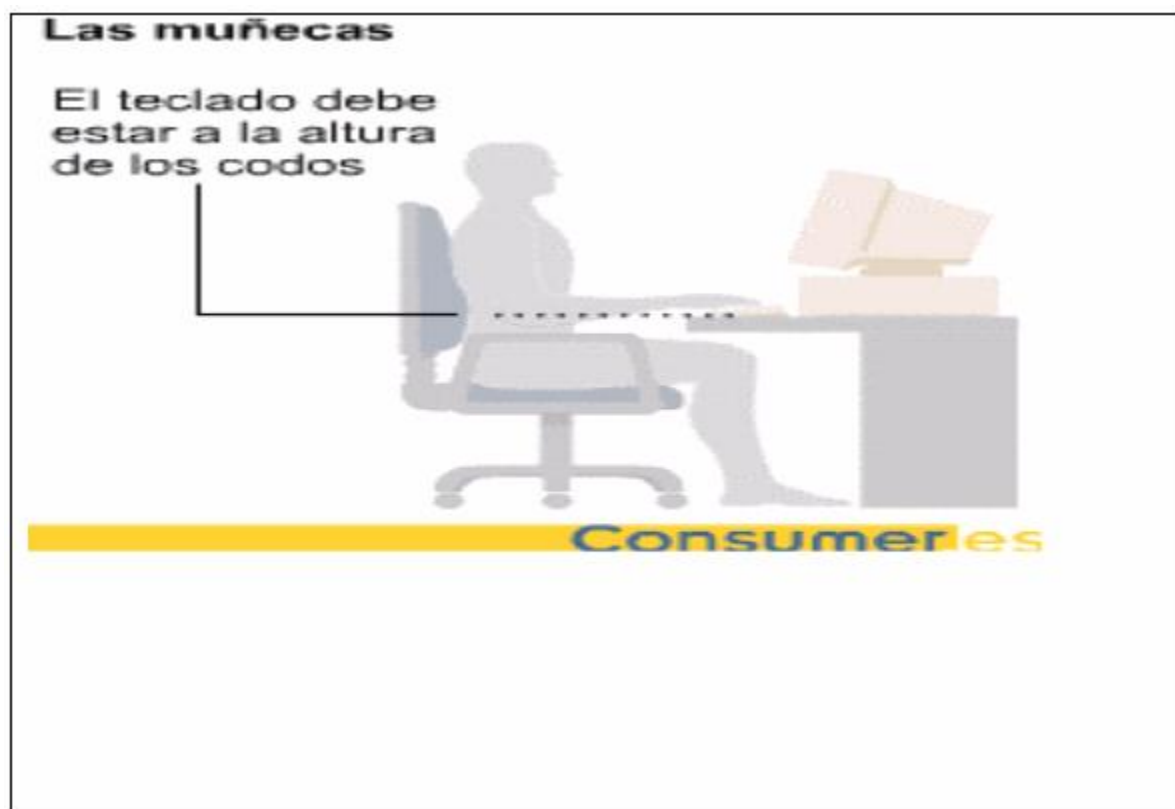 Las muñecas
El teclado debe
estar a la altura
de los codos
Consumer.es